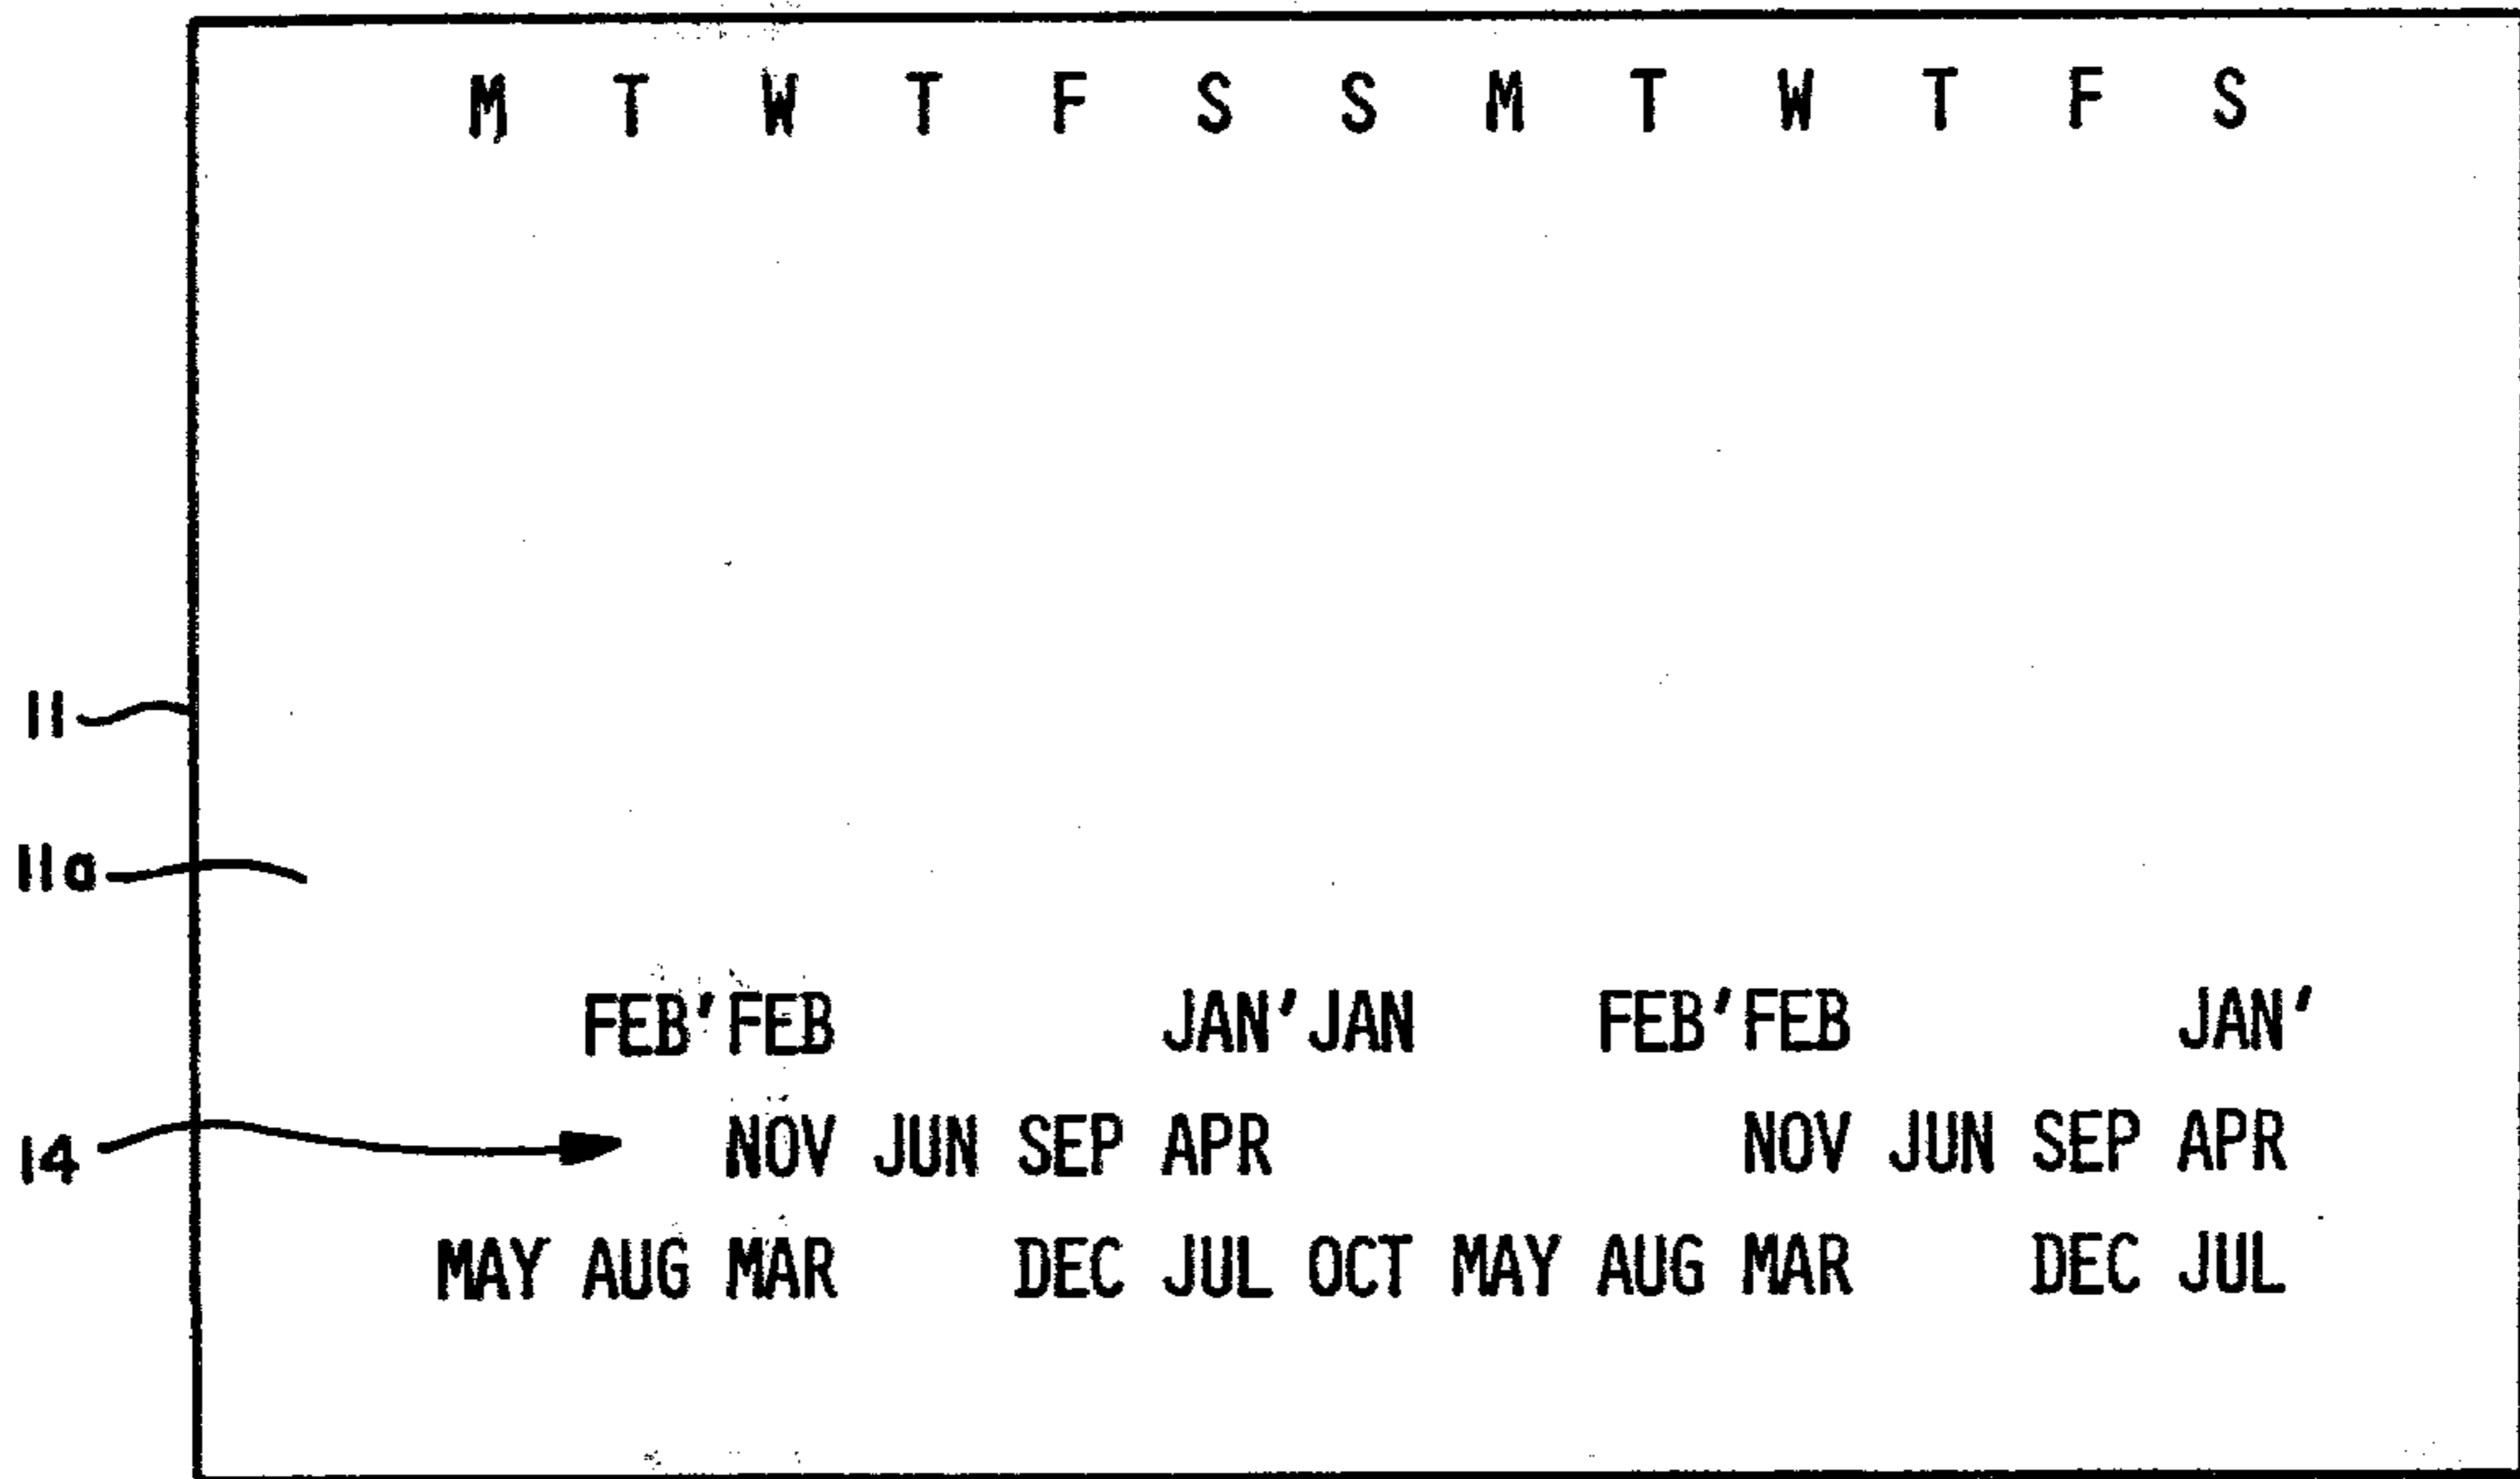 M T W T F S S M T W T F S
11
11a
FEB' FEB JAN' JAN FEB' FEB JAN'
14 NOV JUN SEP APR NOV JUN SEP APR
MAY AUG MAR DEC JUL OCT MAY AUG MAR DEC JUL